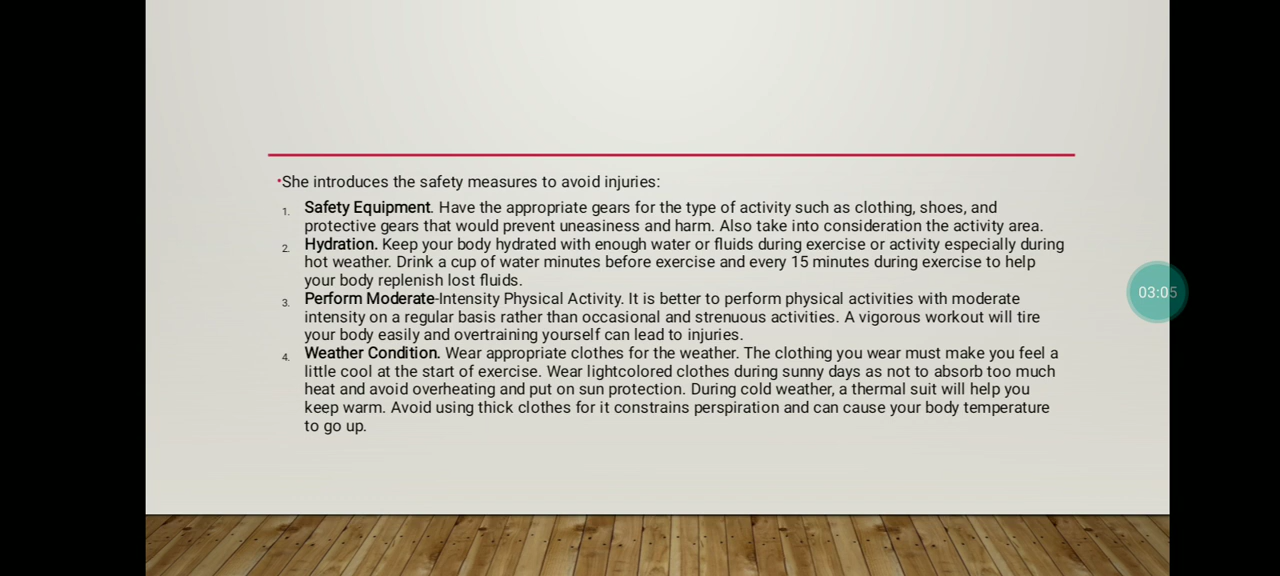 •She introduces the safety measures to avoid injuries:
1. Safety Equipment. Have the appropriate gears for the type of activity such as clothing, shoes, and
protective gears that would prevent uneasiness and harm. Also take into consideration the activity area.
2. Hydration. Keep your body hydrated with enough water or fluids during exercise or activity especially during
hot weather. Drink a cup of water minutes before exercise and every 15 minutes during exercise to help
your body replenish lost fluids.
3. Perform Moderate-Intensity Physical Activity. It is better to perform physical activities with moderate
intensity on a regular basis rather than occasional and strenuous activities. A vigorous workout will tire
your body easily and overtraining yourself can lead to injuries.
4. Weather Condition. Wear appropriate clothes for the weather. The clothing you wear must make you feel a
little cool at the start of exercise. Wear lightcolored clothes during sunny days as not to absorb too much
heat and avoid overheating and put on sun protection. During cold weather, a thermal suit will help you
keep warm. Avoid using thick clothes for it constrains perspiration and can cause your body temperature
to go up.
03:05